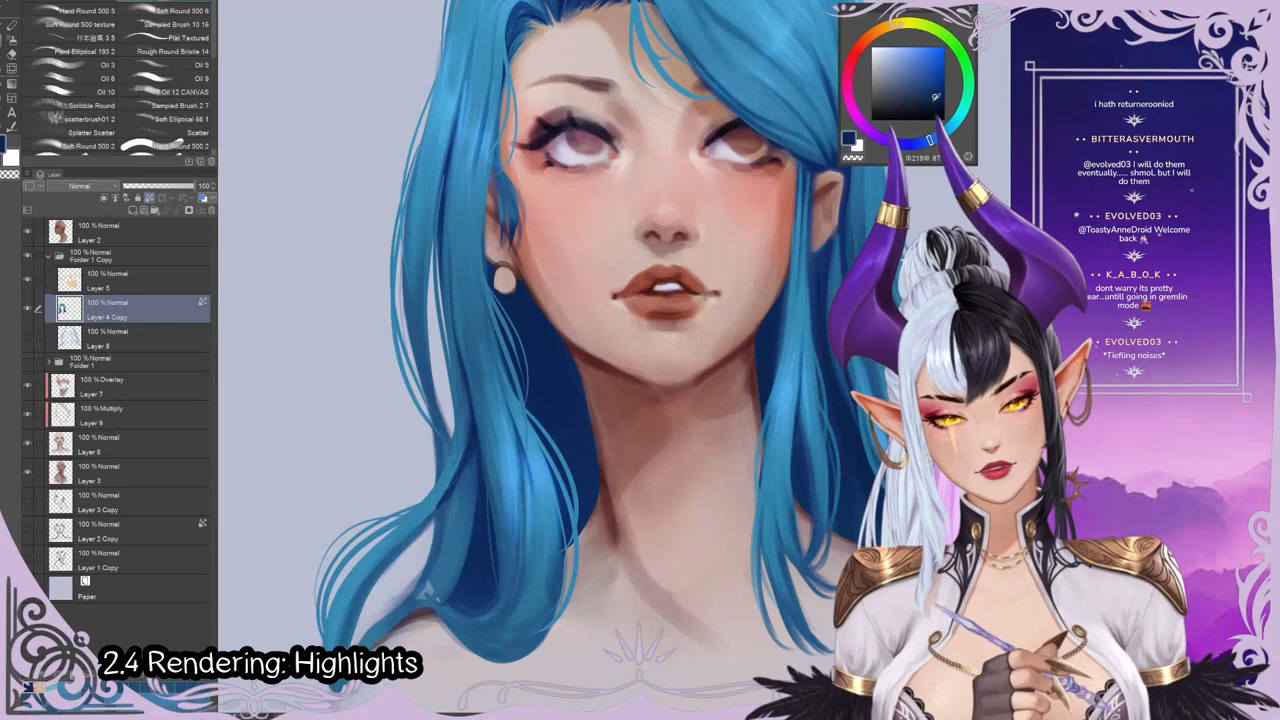 Hard Round 500 5
Soft Round 500 6
Soft Round 500 texture
Sampled Brush 10 16
Flat Textured
Hard Elliptical 193 2
Rough Round Bristle 14
Oil 3
Oil 5
Oil 6
Oil 9
Oil 10
Oil 12 CANVAS
Scribble Round
Sampled Brush 2 7
scatterbrush01 2
Soft Elliptical 66 1
Splatter Scatter
Scatter
Soft Round 500 2
Hard Round 500 2
Layer
Normal
100
100 %Normal
Layer 2
100 %Normal
Folder 1 Copy
100 %Normal
Layer 5
100 %Normal
Layer 4 Copy
100 %Normal
Layer 8
100 %Normal
Folder 1
100 %Overlay
Layer 7
100 %Multiply
Layer 9
100 %Normal
Layer 6
100 %Normal
Layer 3
100 %Normal
Layer 3 Copy
100 %Normal
Layer 2 Copy
100 %Normal
Layer 1 Copy
Paper
2.4 Rendering: Highlights
219
87
i hath returneroonied
BITTERASVERMOUTH
@evolved03 I will do them
eventually..... shmol, but I will
do them
EVOLVED03
@ToastyAnneDroid Welcome
back
K_A_B_O_K
dont warry its pretty
ear...untill going in gremlin
mode
EVOLVED03
*Tiefling noises*